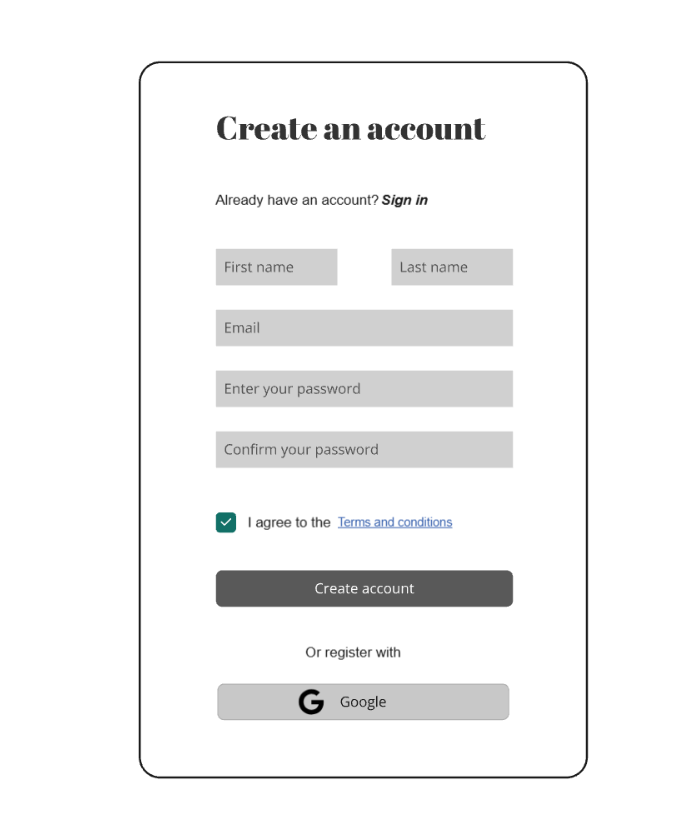 Create an account
Already have an account? Sign in
First name
Last name
Email
Enter your password
Confirm your password
I agree to the Terms and conditions
Create account
Or register with
Google